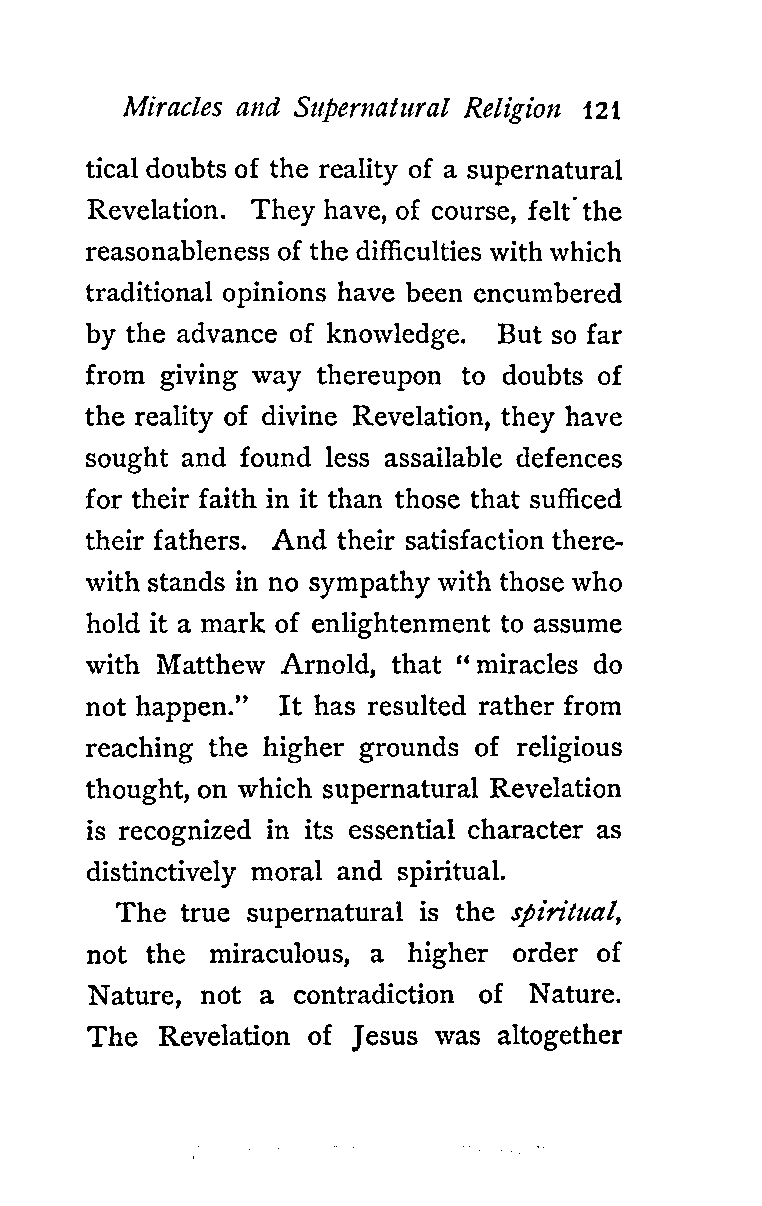 Miracles and Supernatural Religion 121
tical doubts of the reality of a supernatural
Revelation. They have, of course, felt the
reasonableness of the difficulties with which
traditional opinions have been encumbered
by the advance of knowledge. But so far
from giving way thereupon to doubts of
the reality of divine Revelation, they have
sought and found less assailable defences
for their faith in it than those that sufficed
their fathers. And their satisfaction there-
with stands in no sympathy with those who
hold it a mark of enlightenment to assume
with Matthew Arnold, that "miracles do
not happen." It has resulted rather from
reaching the higher grounds of religious
thought, on which supernatural Revelation
is recognized in its essential character as
distinctively moral and spiritual.
The true supernatural is the spiritual,
not the miraculous, a higher order of
Nature, not a contradiction of Nature.
The Revelation of Jesus was altogether